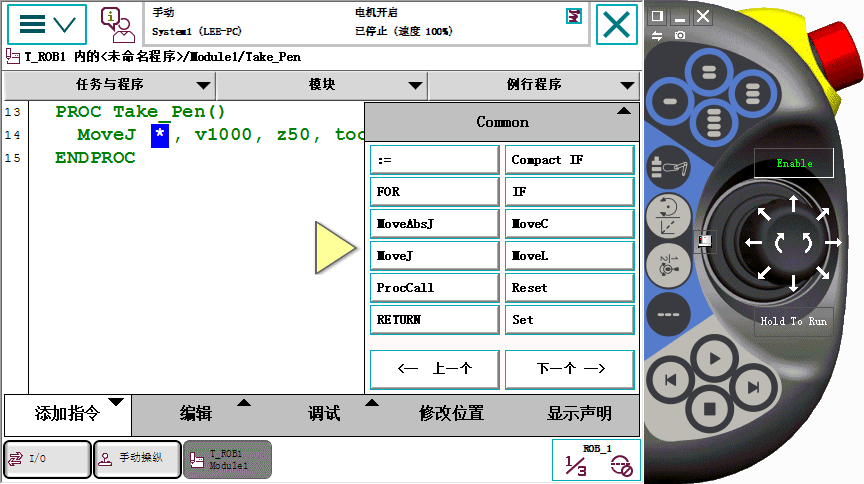 手动
System1 (LEE-PC)
电机开启
已停止 (速度 100%)
T_ROB1 内的<未命名程序>/Module1/Take_Pen
任务与程序
模块
例行程序
13 PROC Take_Pen()
14 MoveJ * , v1000, z50, too
15 ENDPROC
Common
:=
Compact IF
FOR
IF
MoveAbsJ
MoveC
MoveJ
MoveL
ProcCall
Reset
RETURN
Set
<— 上一个
下一个 —>
添加指令
编辑
调试
修改位置
显示声明
I/O
手动操纵
T_ROB1
Module1
ROB_1
1/3
Enable
Hold To Run